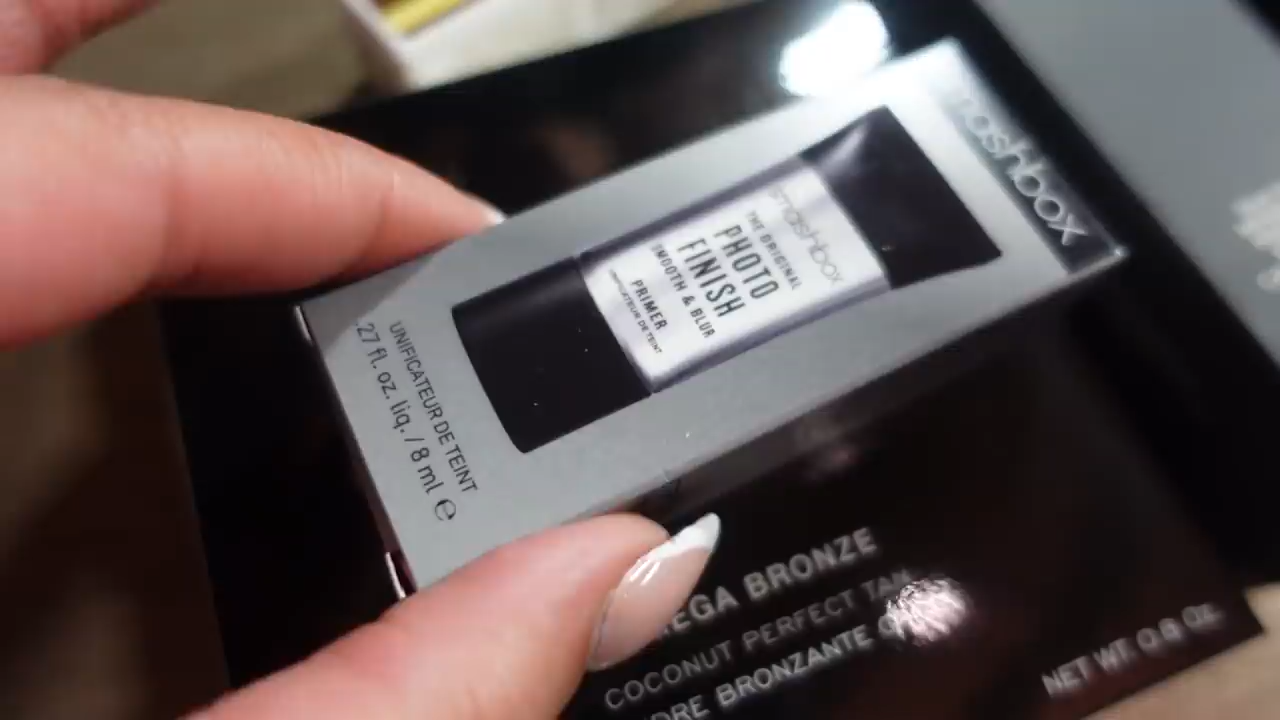 smashbox
smashbox
THE ORIGINAL
PHOTO
FINISH
SMOOTH & BLUR
PRIMER
UNIFICATEUR DE TEINT
UNIFICATEUR DE TEINT
.27 fl. oz. liq. / 8 ml e
BRONZE
COCONUT PERFECT TAN
BRONZANTE
NET WT. 0.6 Oz.